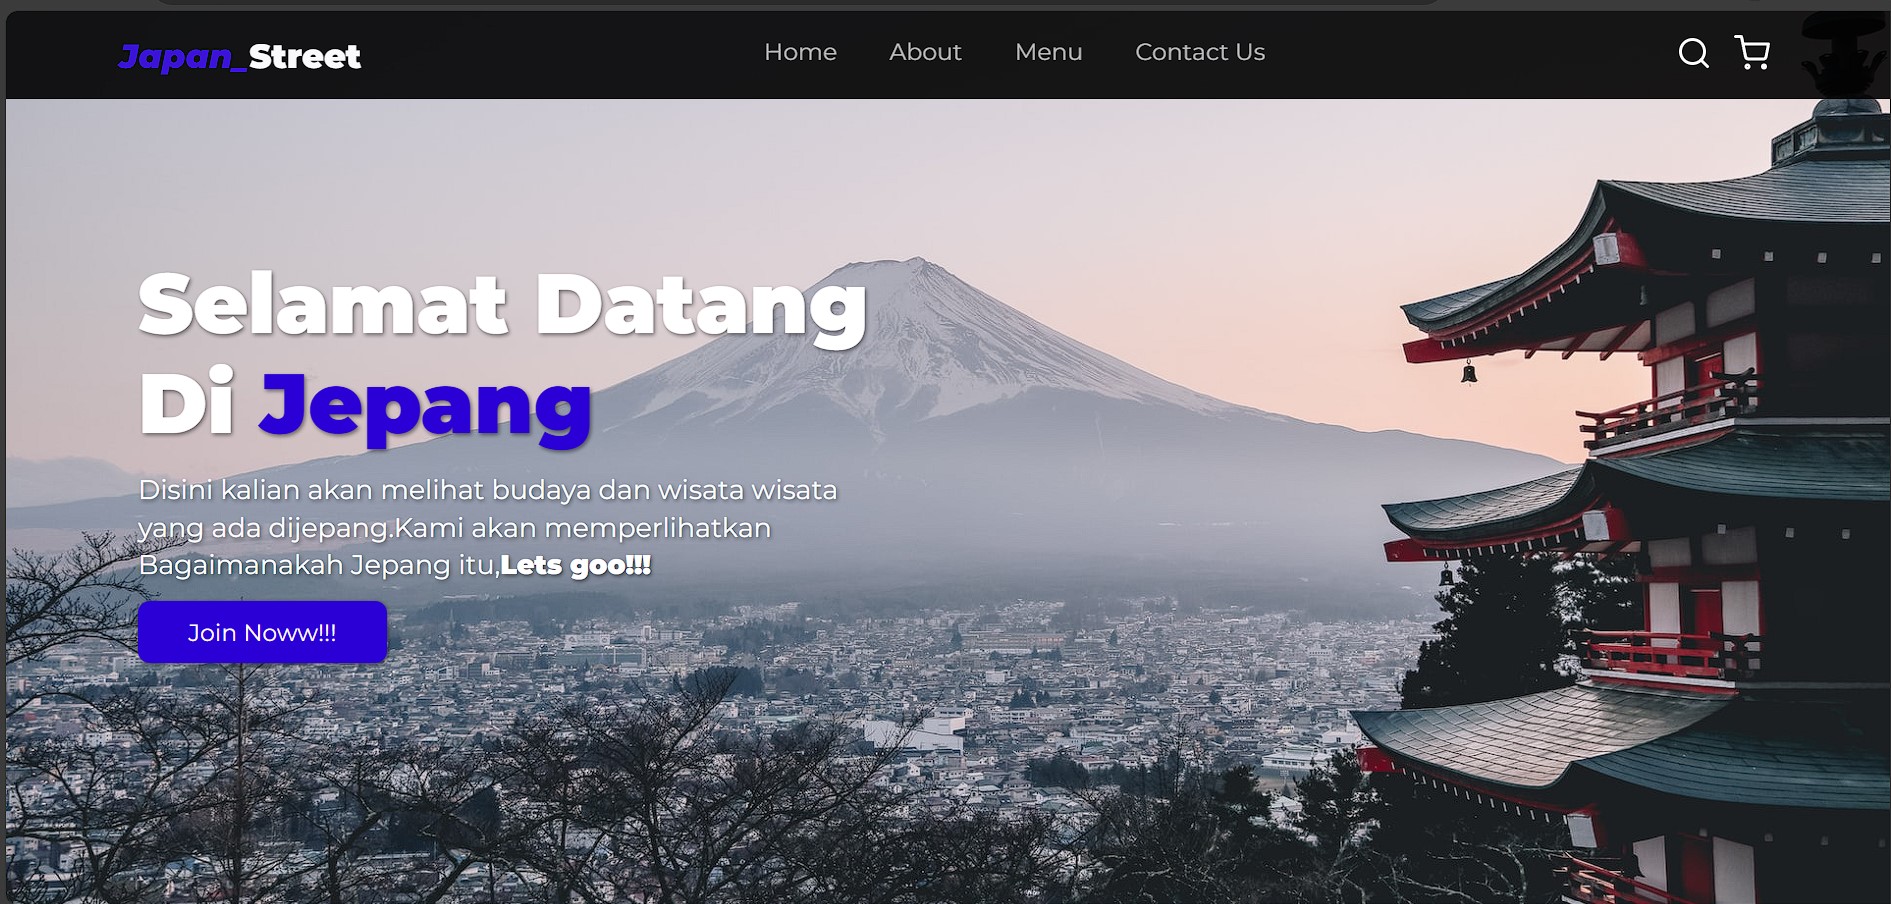 Japan_Street
Home
About
Menu
Contact Us
Selamat Datang
Di Jepang
Disini kalian akan melihat budaya dan wisata wisata
yang ada dijepang.Kami akan memperlihatkan
Bagaimanakah Jepang itu,Lets goo!!!
Join Noww!!!